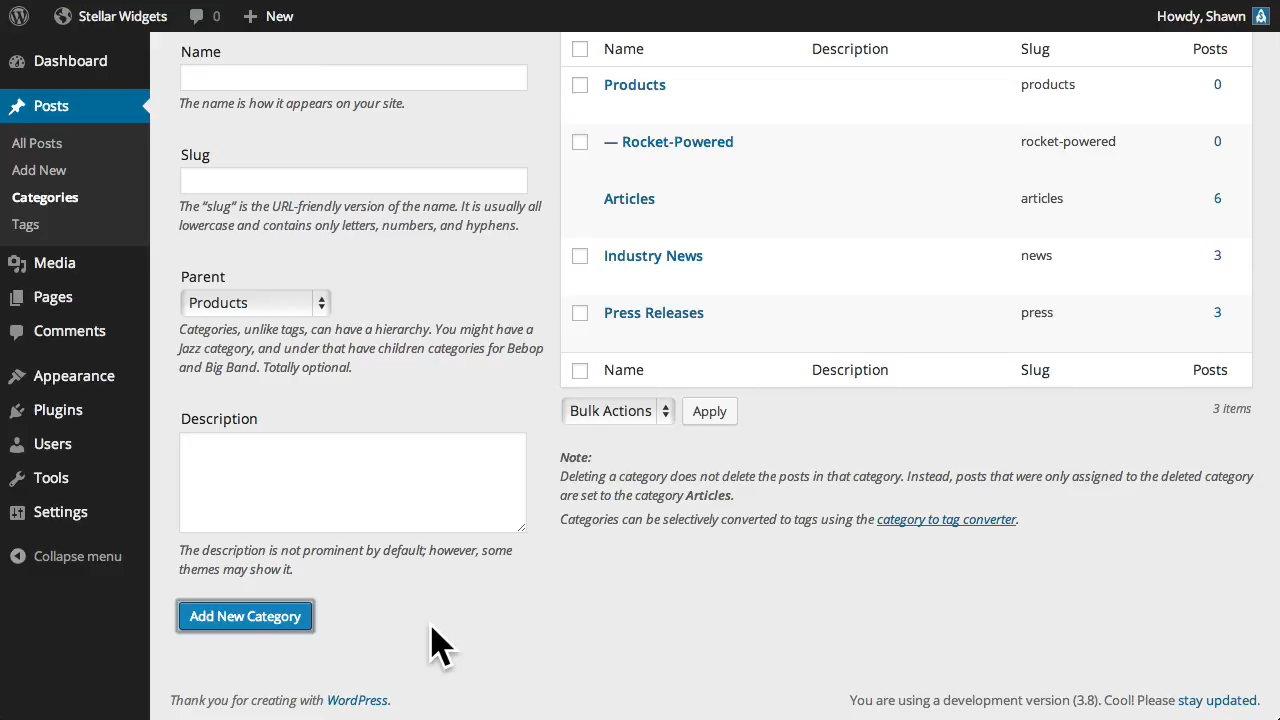 Stellar Widgets 0 New Howdy, Shawn
Dashboard
Posts
All Posts
Add New
Categories
Tags
Media
Pages
Comments
Appearance
Plugins
Users
Tools
Settings
Collapse menu
Name
The name is how it appears on your site.
Slug
The “slug” is the URL-friendly version of the name. It is usually all
lowercase and contains only letters, numbers, and hyphens.
Parent
Products
Categories, unlike tags, can have a hierarchy. You might have a
Jazz category, and under that have children categories for Bebop
and Big Band. Totally optional.
Description
The description is not prominent by default; however, some
themes may show it.
Add New Category
Name Description Slug Posts
Products products 0
— Rocket-Powered rocket-powered 0
Articles articles 6
Industry News news 3
Press Releases press 3
Name Description Slug Posts
Bulk Actions Apply 3 items
Note:
Deleting a category does not delete the posts in that category. Instead, posts that were only assigned to the deleted category
are set to the category Articles.
Categories can be selectively converted to tags using the category to tag converter.
Thank you for creating with WordPress. You are using a development version (3.8). Cool! Please stay updated.